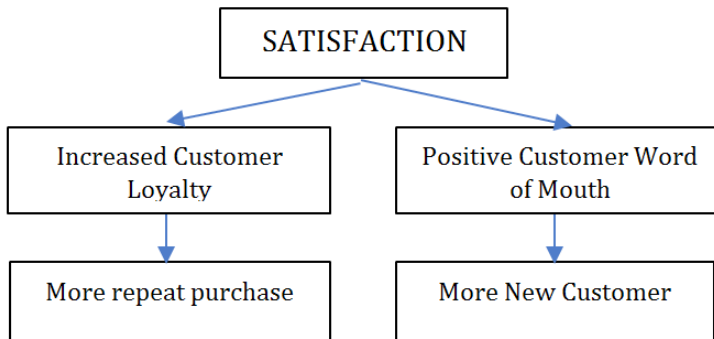 SATISFACTION
Increased Customer
Loyalty
Positive Customer Word
of Mouth
More repeat purchase
More New Customer